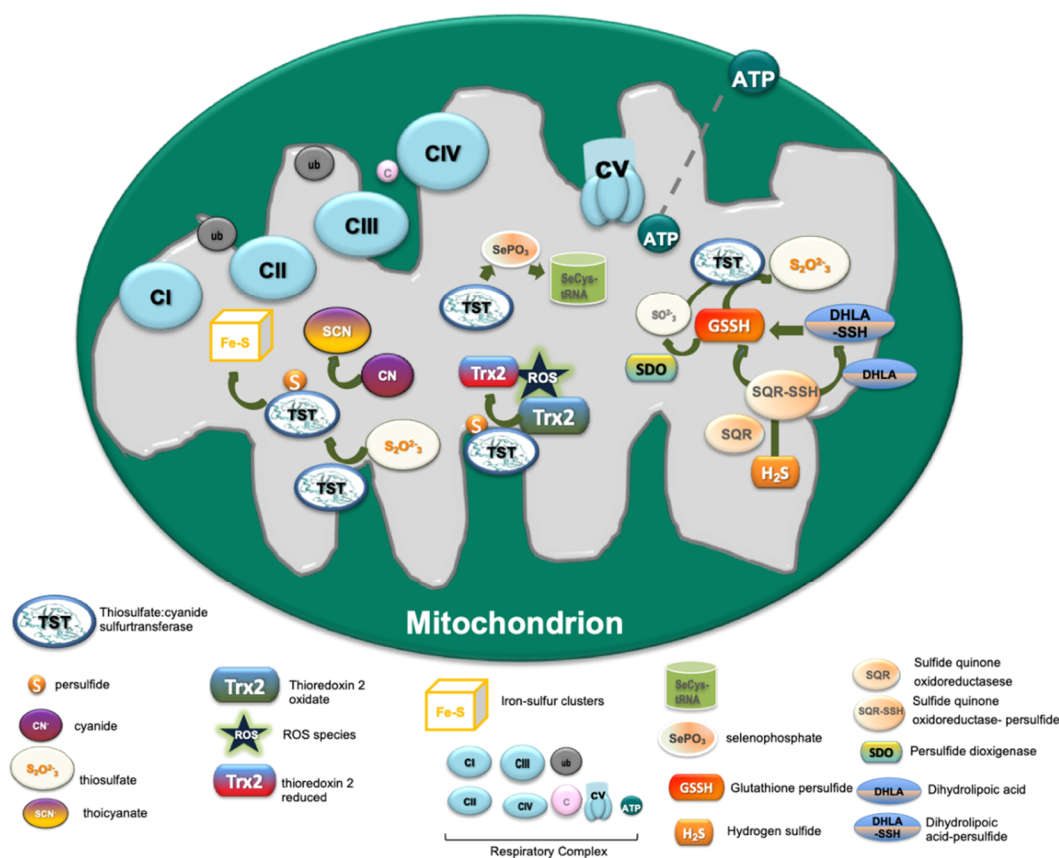 ATP
CIV
ub
C
CV
CIII
ub
ATP
CII
SePO₃
TST
S₂O²⁻₃
CI
SeCys-
tRNA
TST
SO²⁻₃
GSSH
DHLA
-SSH
SCN
Fe-S
CN
Trx2
ROS
SDO
DHLA
S
TST
Trx2
SQR-SSH
S
SQR
S₂O²⁻₃
TST
TST
H₂S
Mitochondrion
TST
Thiosulfate:cyanide
sulfurtransferase
S
persulfide
CN⁻
cyanide
S₂O²⁻₃
thiosulfate
SCN⁻
thoicyanate
Trx2
Thioredoxin 2
oxidate
ROS
ROS species
Trx2
thioredoxin 2
reduced
Fe-S
Iron-sulfur clusters
CI
CIII
ub
CII
CIV
C
CV
ATP
Respiratory Complex
SeCys-
tRNA
SePO₃
selenophosphate
GSSH
Glutathione persulfide
H₂S
Hydrogen sulfide
SQR
Sulfide quinone
oxidoreductasese
SQR-SSH
Sulfide quinone
oxidoreductase- persulfide
SDO
Persulfide dioxigenase
DHLA
Dihydrolipoic acid
DHLA
-SSH
Dihydrolipoic
acid-persulfide